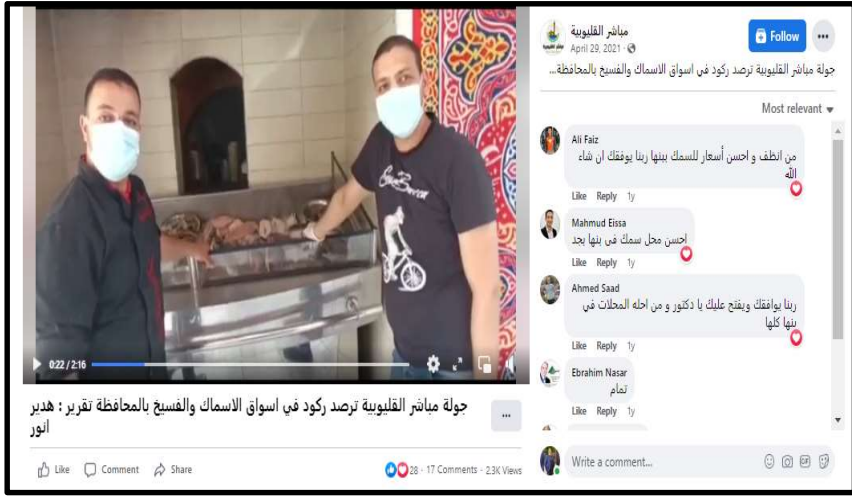 مباشر القليوبية
April 29, 2021
Follow
جولة مباشر القليوبية ترصد ركود في اسواق الاسماك والفسيخ بالمحافظة...
Most relevant
Ali Faiz
من انظف و احسن أسعار للسمك ببنها ربنا يوفقك ان شاء
الله
Like Reply 1y
Mahmud Eissa
احسن محل سمك في بنها بجد
Like Reply 1y
Ahmed Saad
ربنا يوافقك ويفتح عليك يا دكتور و من احله المحلات في
بنها كلها
Like Reply 1y
Ebrahim Nasar
تمام
Like Reply 1y
Write a comment...
GIF
0:22 / 2:16
جولة مباشر القليوبية ترصد ركود في اسواق الاسماك والفسيخ بالمحافظة تقرير : هدير
انور
Like Comment Share
28 · 17 Comments · 2.3K Views